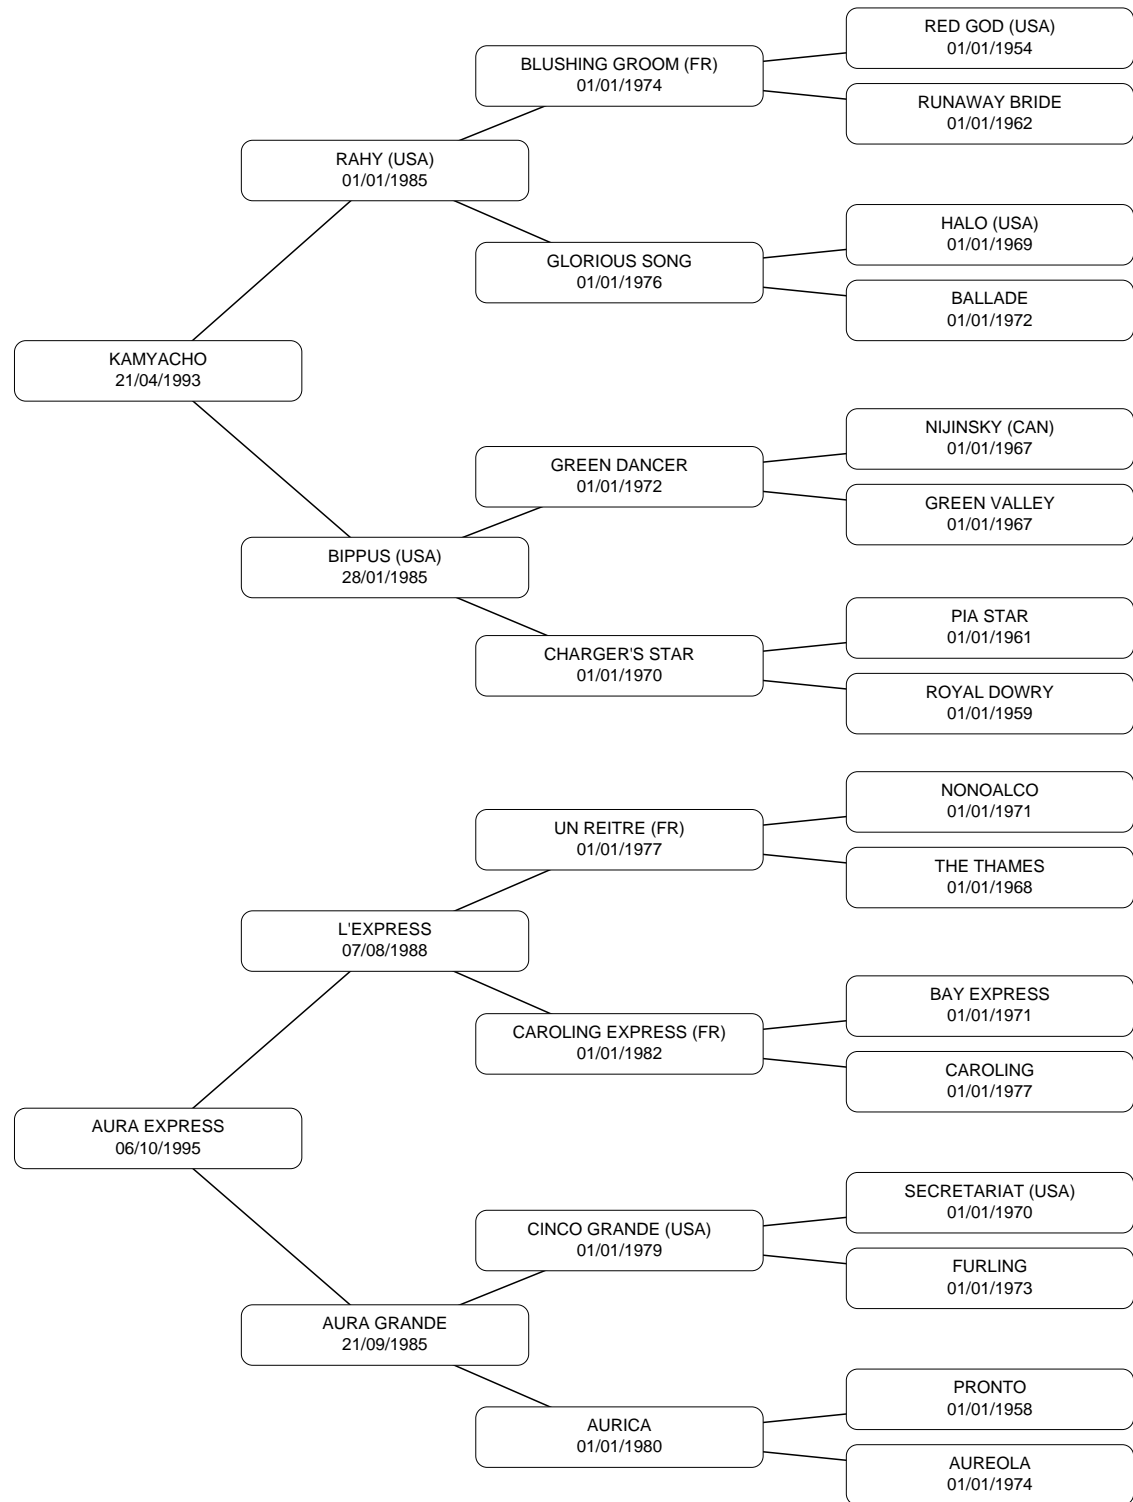 RED GOD (USA)
01/01/1954
BLUSHING GROOM (FR)
01/01/1974
RUNAWAY BRIDE
01/01/1962
RAHY (USA)
01/01/1985
HALO (USA)
01/01/1969
GLORIOUS SONG
01/01/1976
BALLADE
01/01/1972
KAMYACHO
21/04/1993
NIJINSKY (CAN)
01/01/1967
GREEN DANCER
01/01/1972
GREEN VALLEY
01/01/1967
BIPPUS (USA)
28/01/1985
PIA STAR
01/01/1961
CHARGER'S STAR
01/01/1970
ROYAL DOWRY
01/01/1959
NONOALCO
01/01/1971
UN REITRE (FR)
01/01/1977
THE THAMES
01/01/1968
L'EXPRESS
07/08/1988
BAY EXPRESS
01/01/1971
CAROLING EXPRESS (FR)
01/01/1982
CAROLING
01/01/1977
AURA EXPRESS
06/10/1995
SECRETARIAT (USA)
01/01/1970
CINCO GRANDE (USA)
01/01/1979
FURLING
01/01/1973
AURA GRANDE
21/09/1985
PRONTO
01/01/1958
AURICA
01/01/1980
AUREOLA
01/01/1974